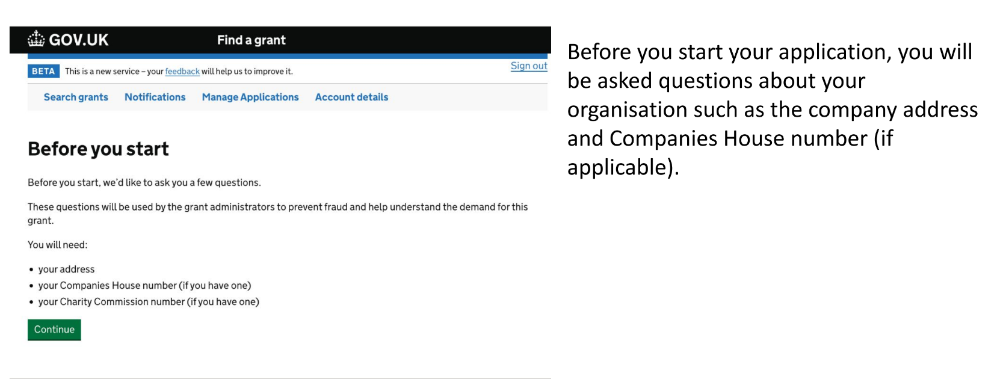 GOV.UK Find a grant
BETA This is a new service – your feedback will help us to improve it.
Sign out
Search grants Notifications Manage Applications Account details
Before you start
Before you start, we’d like to ask you a few questions.
These questions will be used by the grant administrators to prevent fraud and help understand the demand for this
grant.
You will need:
• your address
• your Companies House number (if you have one)
• your Charity Commission number (if you have one)
Continue
Before you start your application, you will
be asked questions about your
organisation such as the company address
and Companies House number (if
applicable).